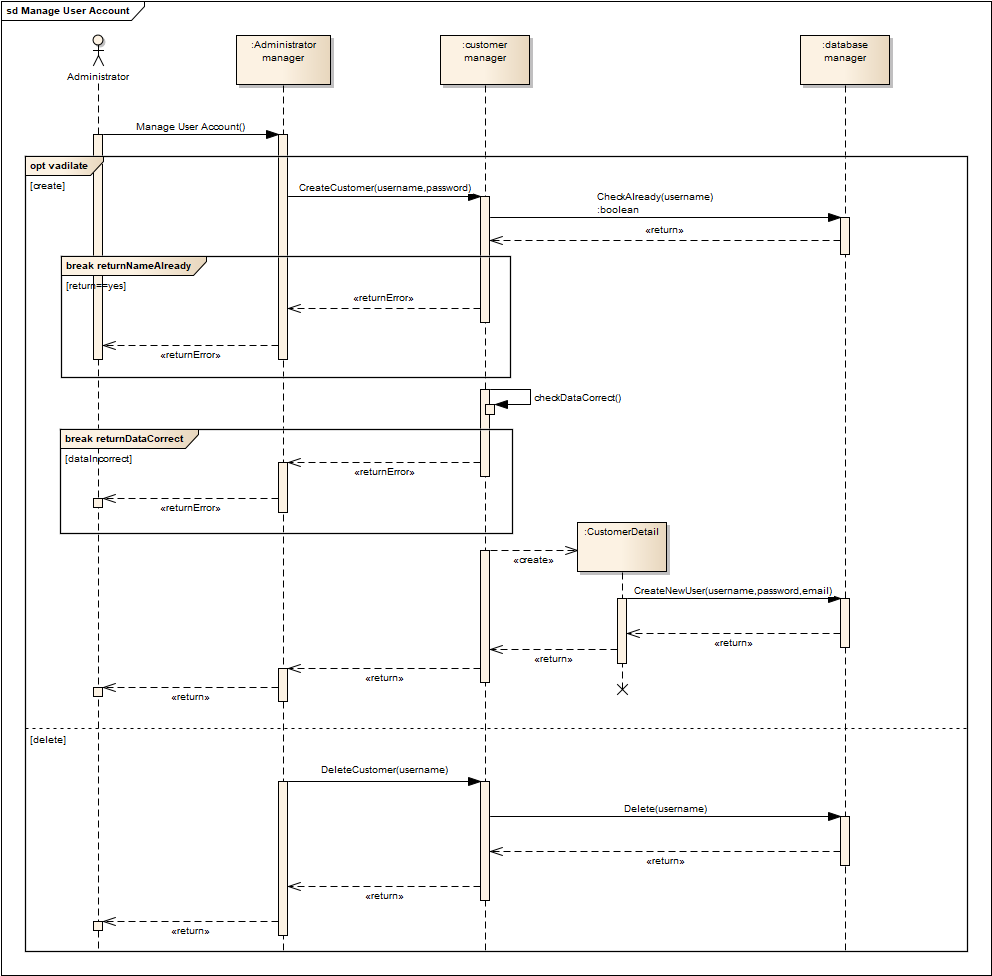 sd Manage User Account
:Administrator
manager
:customer
manager
:database
manager
Administrator
Manage User Account()
opt vadilate
[create]
CreateCustomer(username,password)
CheckAlready(username)
:boolean
«return»
break returnNameAlready
[return==yes]
«returnError»
«returnError»
checkDataCorrect()
break returnDataCorrect
[dataIncorrect]
«returnError»
«returnError»
:CustomerDetail
«create»
CreateNewUser(username,password,email)
«return»
«return»
«return»
«return»
[delete]
DeleteCustomer(username)
Delete(username)
«return»
«return»
«return»